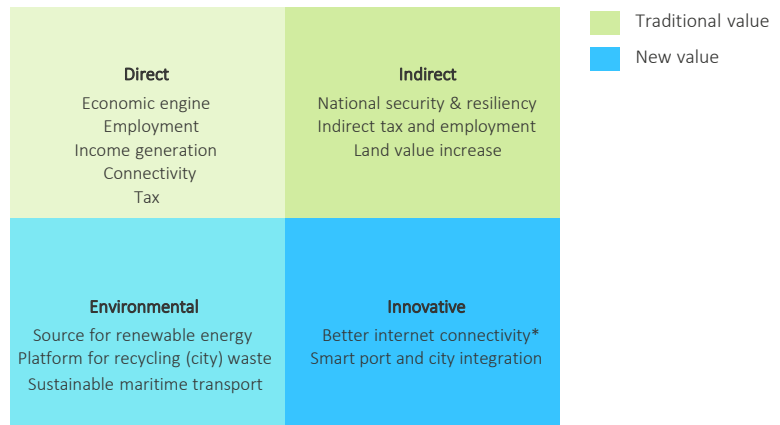 Direct
Economic engine
Employment
Income generation
Connectivity
Tax
Indirect
National security & resiliency
Indirect tax and employment
Land value increase
Environmental
Source for renewable energy
Platform for recycling (city) waste
Sustainable maritime transport
Innovative
Better internet connectivity*
Smart port and city integration
Traditional value
New value